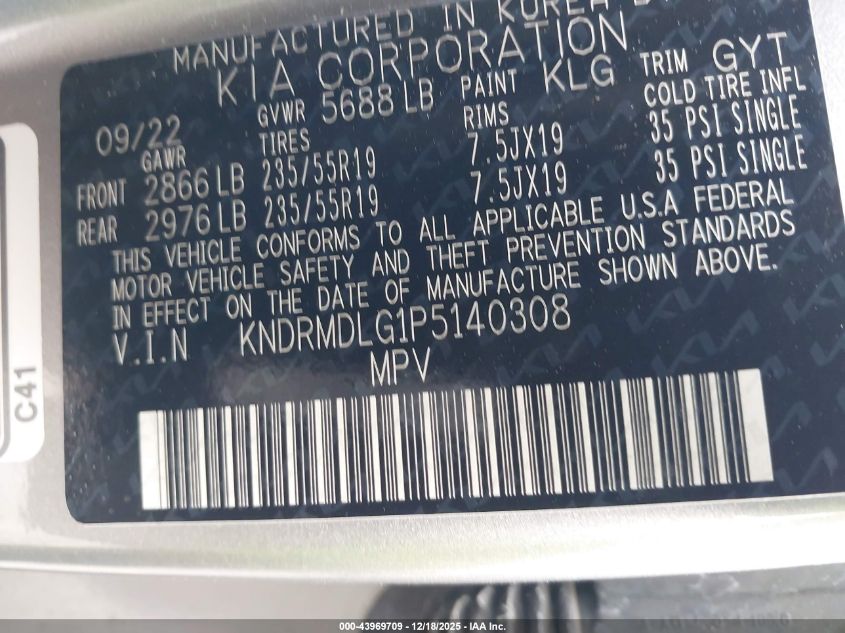 MANUFACTURED IN KOREA
KIA CORPORATION
09/22 GVWR 5688 LB PAINT KLG TRIM GYT
GAWR TIRES RIMS COLD TIRE INFL
FRONT 2866 LB 235/55R19 7.5JX19 35 PSI SINGLE
REAR 2976 LB 235/55R19 7.5JX19 35 PSI SINGLE
THIS VEHICLE CONFORMS TO ALL APPLICABLE U.S.A FEDERAL
MOTOR VEHICLE SAFETY AND THEFT PREVENTION STANDARDS
IN EFFECT ON THE DATE OF MANUFACTURE SHOWN ABOVE.
V.I.N KNDRMDLG1P5140308
MPV
C41
000-43969709 - 12/18/2025 - IAA Inc.